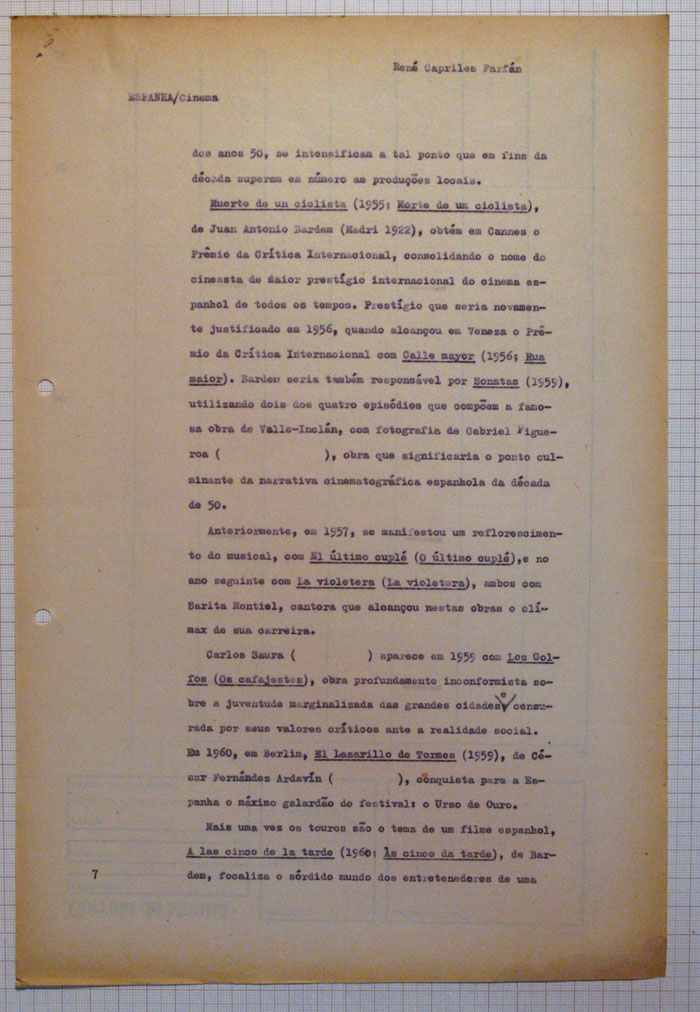 René Capriles Farfán
ESPANHA/Cinema
dos anos 50, se intensificam a tal ponto que em fins da
década superam em número as produções locais.
Muerte de un ciclista (1955: Morte de um ciclista),
de Juan Antonio Bardem (Madri 1922), obtém em Cannes o
Prêmio da Crítica Internacional, consolidando o nome do
cineasta de maior prestígio internacional do cinema es-
panhol de todos os tempos. Prestígio que seria novamen-
te justificado em 1956, quando alcançou em Veneza o Prê-
mio da Crítica Internacional com Calle mayor (1956; Rua
maior). Bardem seria também responsável por Sonatas (1959),
utilizando dois dos quatro episódios que compõem a famo-
sa obra de Valle-Inclán, com fotografia de Gabriel Figue-
roa ( ), obra que significaria o ponto cul-
minante da narrativa cinematográfica espanhola da década
de 50.
Anteriormente, em 1957, se manifestou um reflorescimen-
to do musical, com El último cuplé (O último cuplé),e no
ano seguinte com La violetera (La violetera), ambos com
Sarita Montiel, cantora que alcançou nestas obras o clí-
max de sua carreira.
Carlos Saura ( ) aparece em 1959 com Los Gol-
fos (Os cafajestes), obra profundamento inconformista so-
bre a juventude marginalizada das grandes cidades e censu-
rada por seus valores críticos ante a realidade social.
Em 1960, em Berlin, El Lazarillo de Tormes (1959), de Cé-
car Fernández Ardavín ( ), conquista para a Es-
panha o máximo galardão do festival: o Urso de Ouro.
Mais uma vez os touros são o tema de um filme espanhol,
A las cinco de la tarde (1960: Às cinco da tarde), de Bar-
dem, focaliza o sórdido mundo dos entretenedores de uma
7